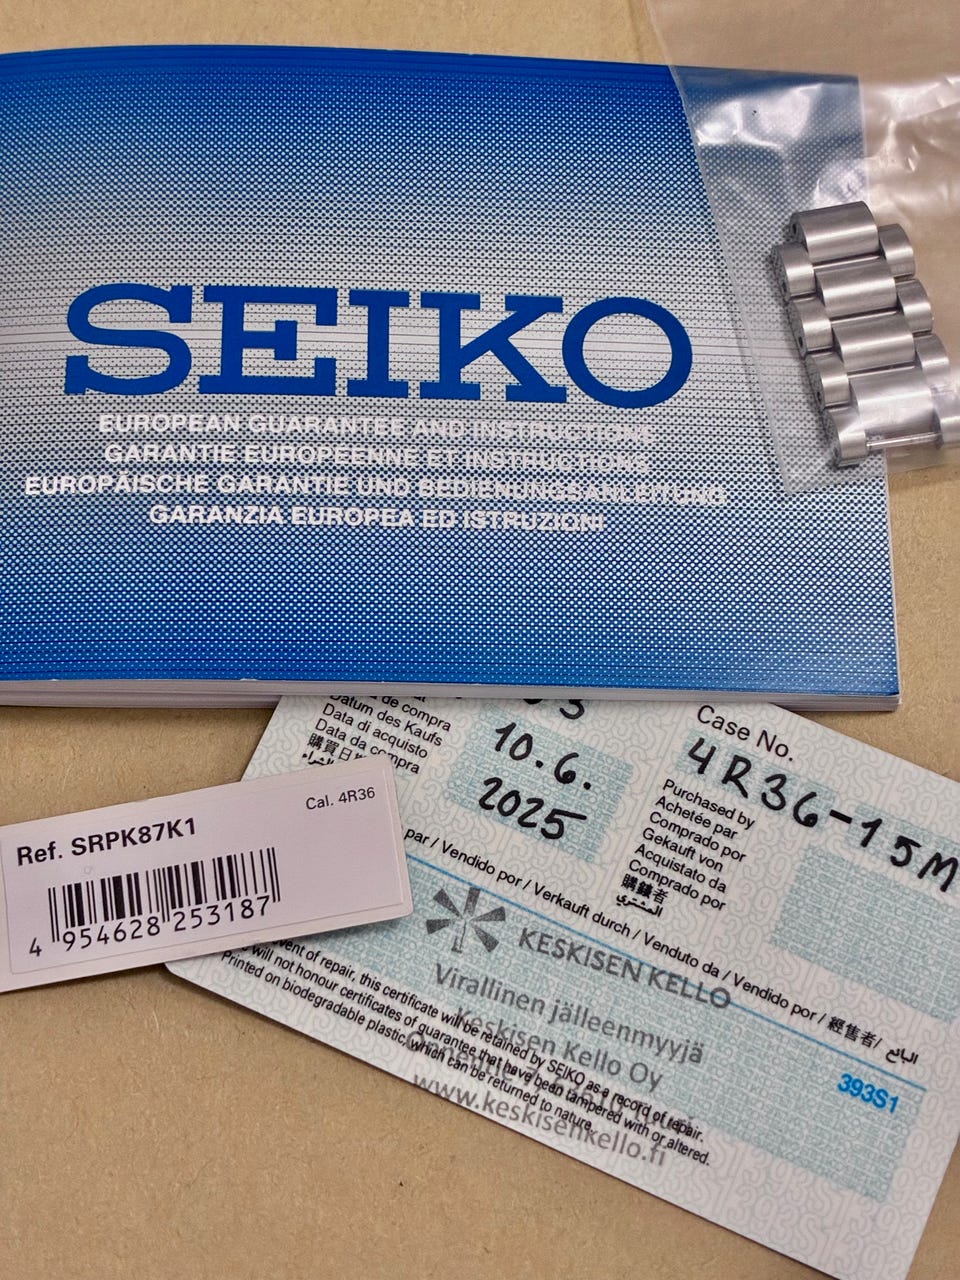 SEIKO
EUROPEAN GUARANTEE AND INSTRUCTIONS
GARANTIE EUROPEENNE ET INSTRUCTIONS
EUROPÄISCHE GARANTIE UND BEDIENUNGSANLEITUNG
GARANZIA EUROPEA ED ISTRUZIONI
de compra
Datum des Kaufs
Data di acquisto
Data da compra
購買日期
10.6.
2025
Case No.
4R36-15M
Purchased by
Achetée par
Comprado por
Gekauft von
Acquistato da
Comprado por
購錶者
المشتري
par / Vendido por / Verkauft durch / Venduto da / Vendido por / 經售者/ البائع
393S1
KESKISEN KELLO
Virallinen jälleenmyyjä
Keskisen Kello Oy
www.keskisenkello.fi
event of repair, this certificate will be retained by SEIKO as a record of repair.
will not honour certificates of guarantee that have been tampered with or altered.
Printed on biodegradable plastic, which can be returned to nature.
Cal. 4R36
Ref. SRPK87K1
4 954628 253187